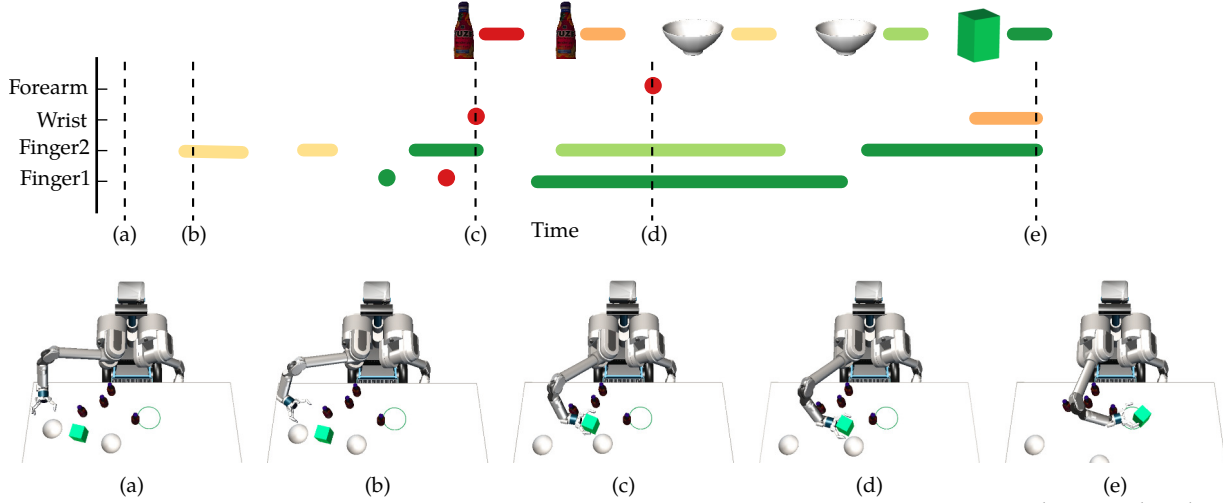 Forearm
Wrist
Finger2
Finger1
(a) (b) (c) Time (d) (e)
(a) (b) (c) (d) (e)